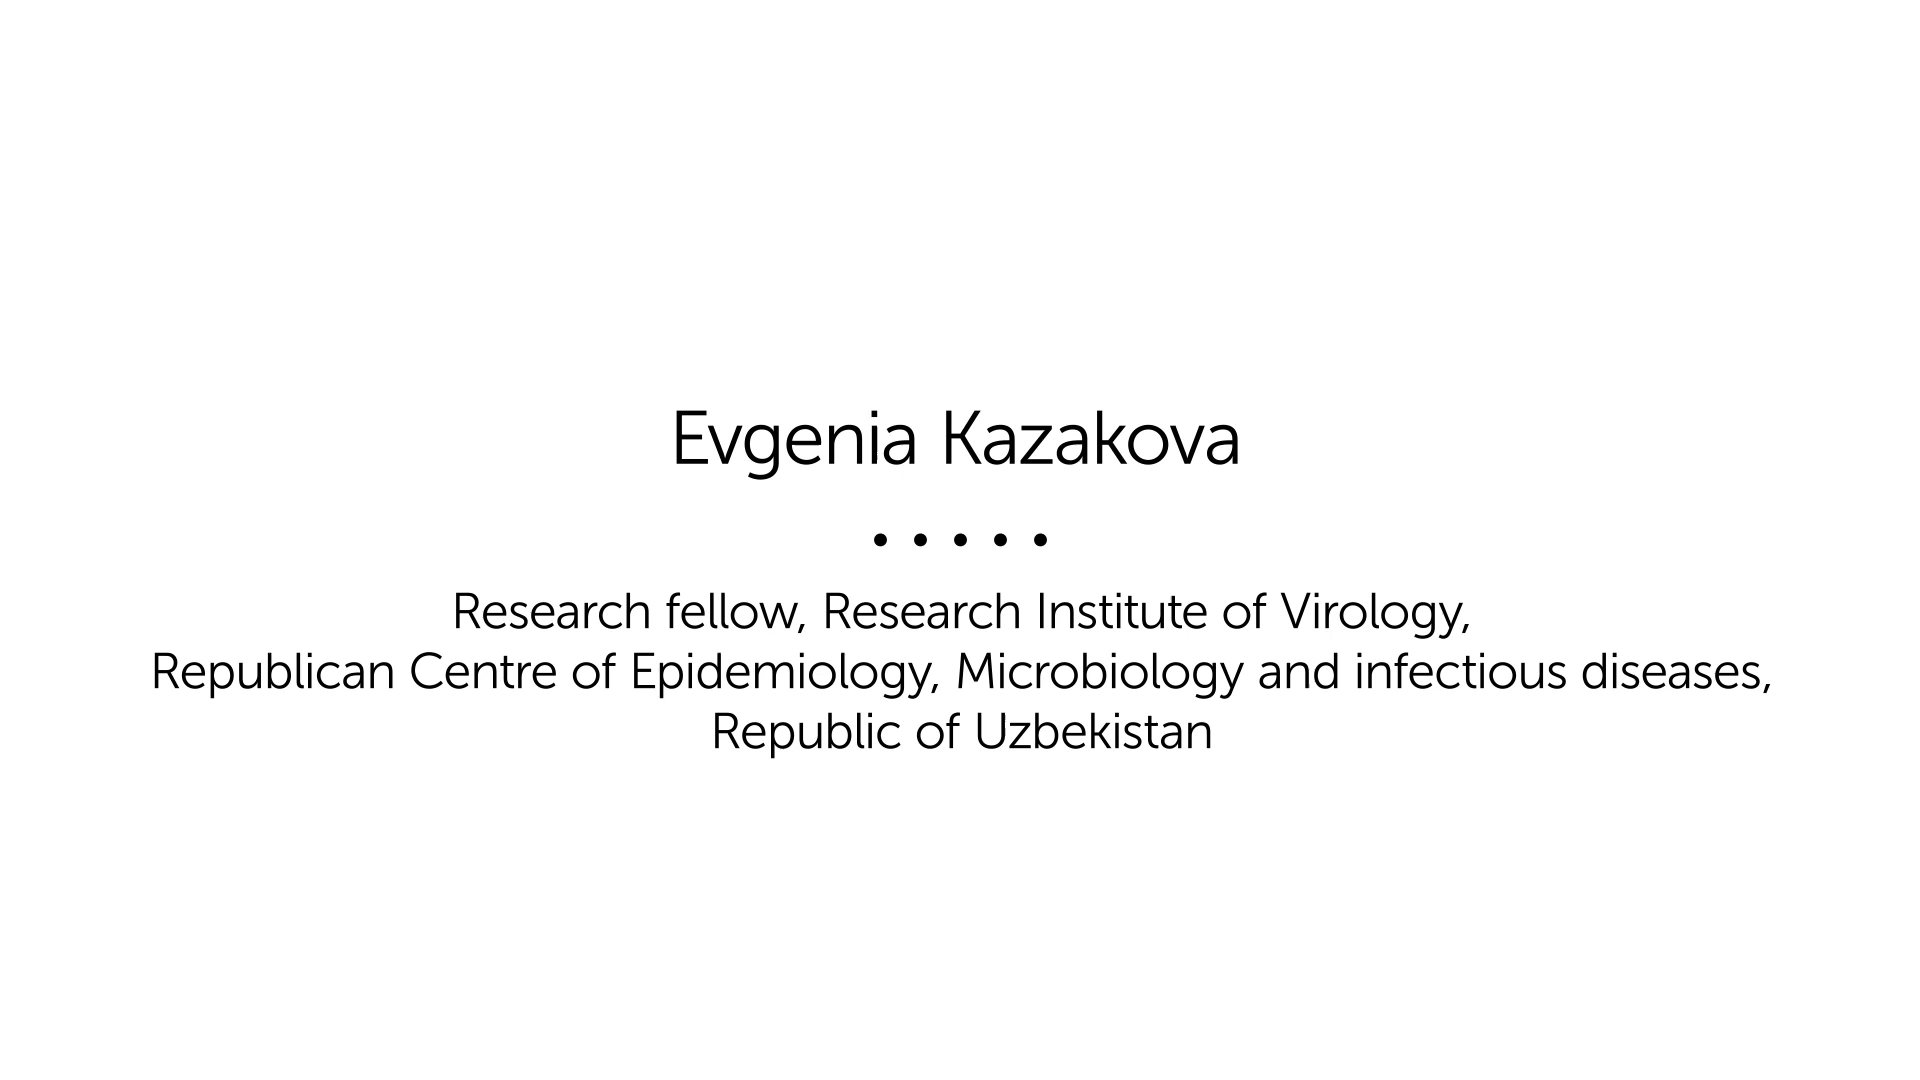 Evgenia Kazakova
• • • • •
Research fellow, Research Institute of Virology,
Republican Centre of Epidemiology, Microbiology and infectious diseases,
Republic of Uzbekistan